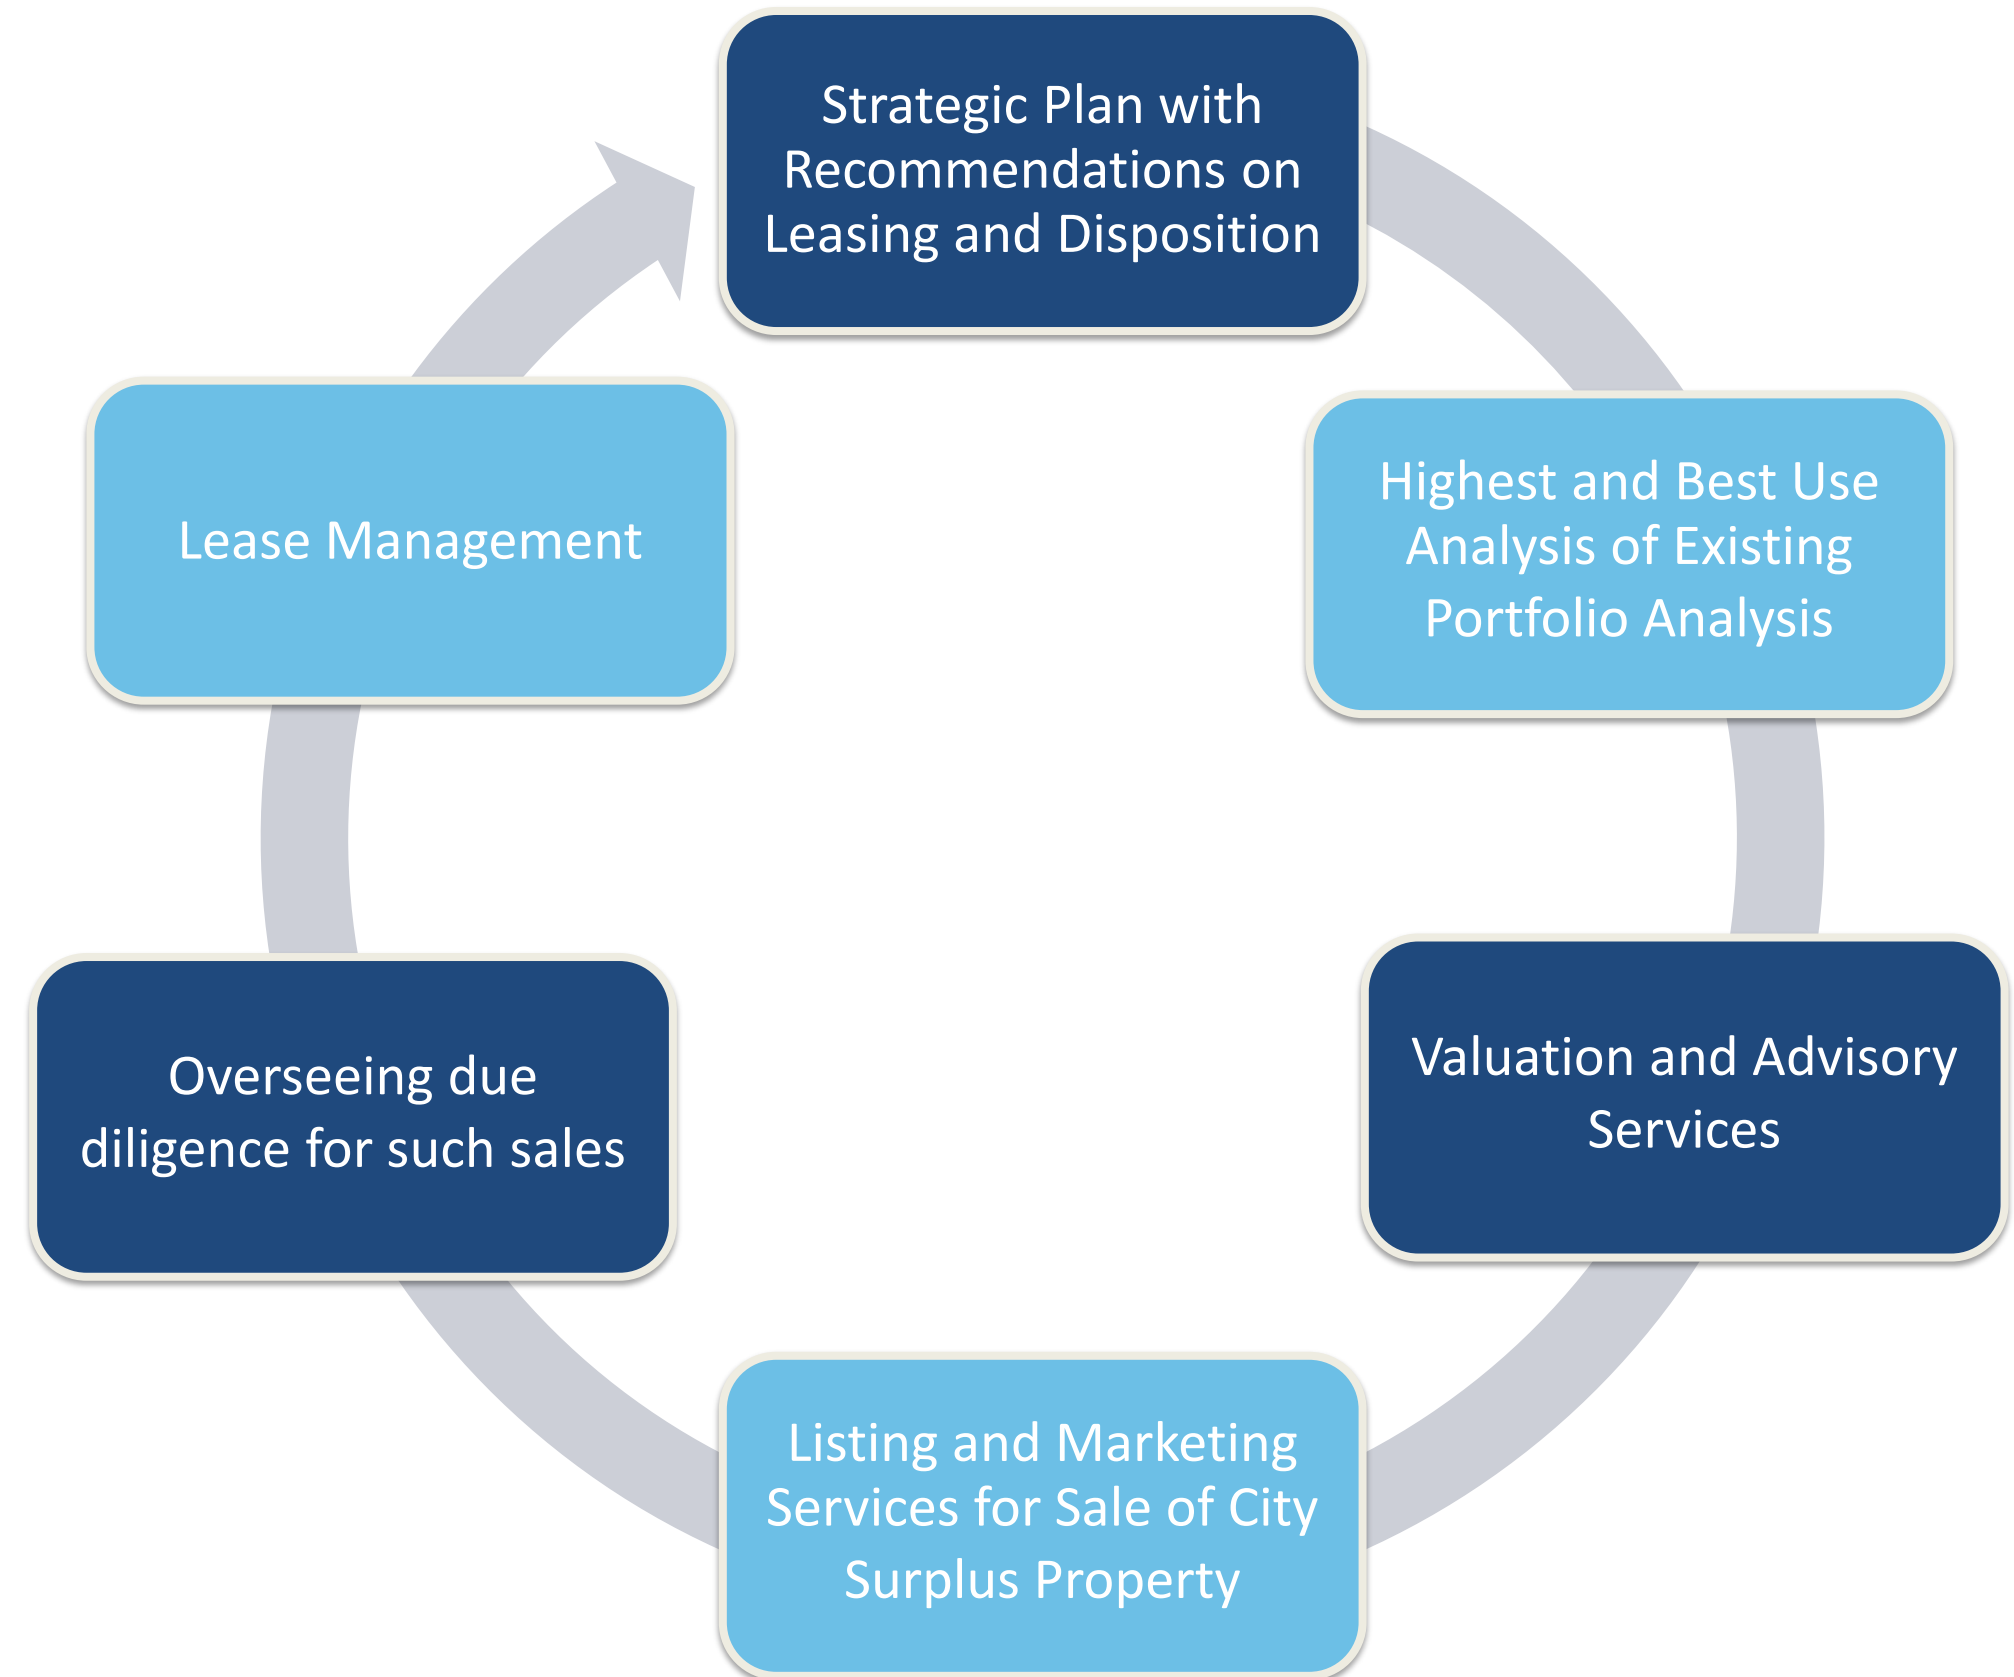 Strategic Plan with
Recommendations on
Leasing and Disposition
Highest and Best Use
Analysis of Existing
Portfolio Analysis
Valuation and Advisory
Services
Listing and Marketing
Services for Sale of City
Surplus Property
Overseeing due
diligence for such sales
Lease Management